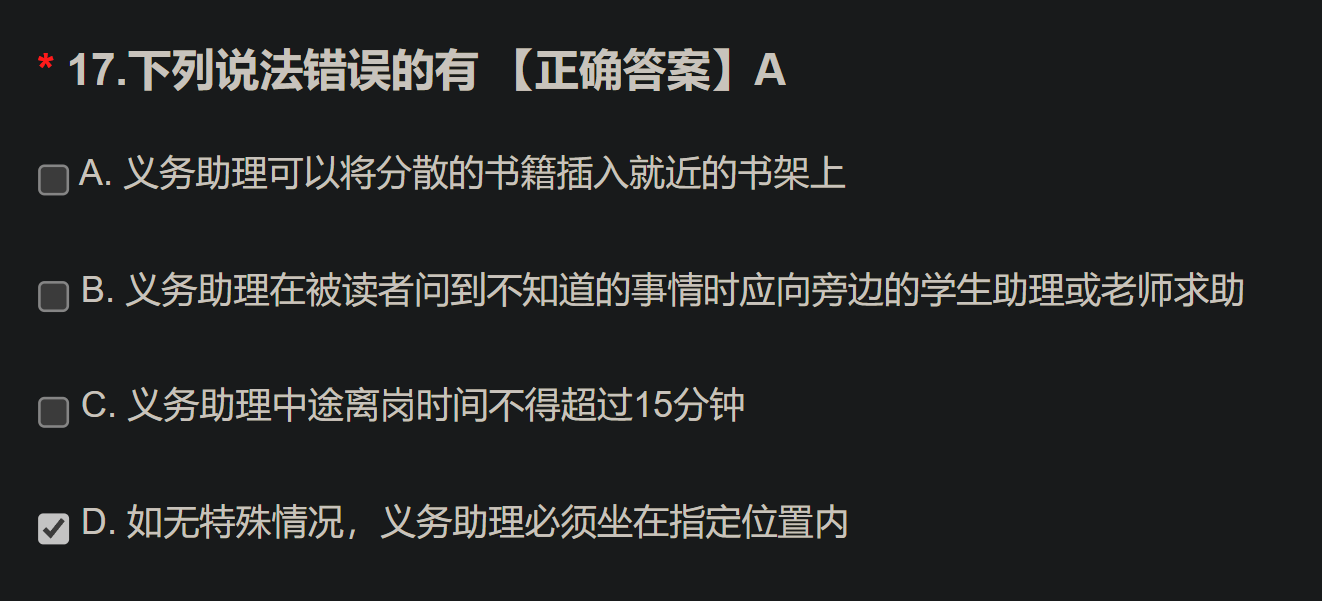 * 17.下列说法错误的有 【正确答案】A
A. 义务助理可以将分散的书籍插入就近的书架上
B. 义务助理在被读者问到不知道的事情时应向旁边的学生助理或老师求助
C. 义务助理中途离岗时间不得超过15分钟
D. 如无特殊情况，义务助理必须坐在指定位置内